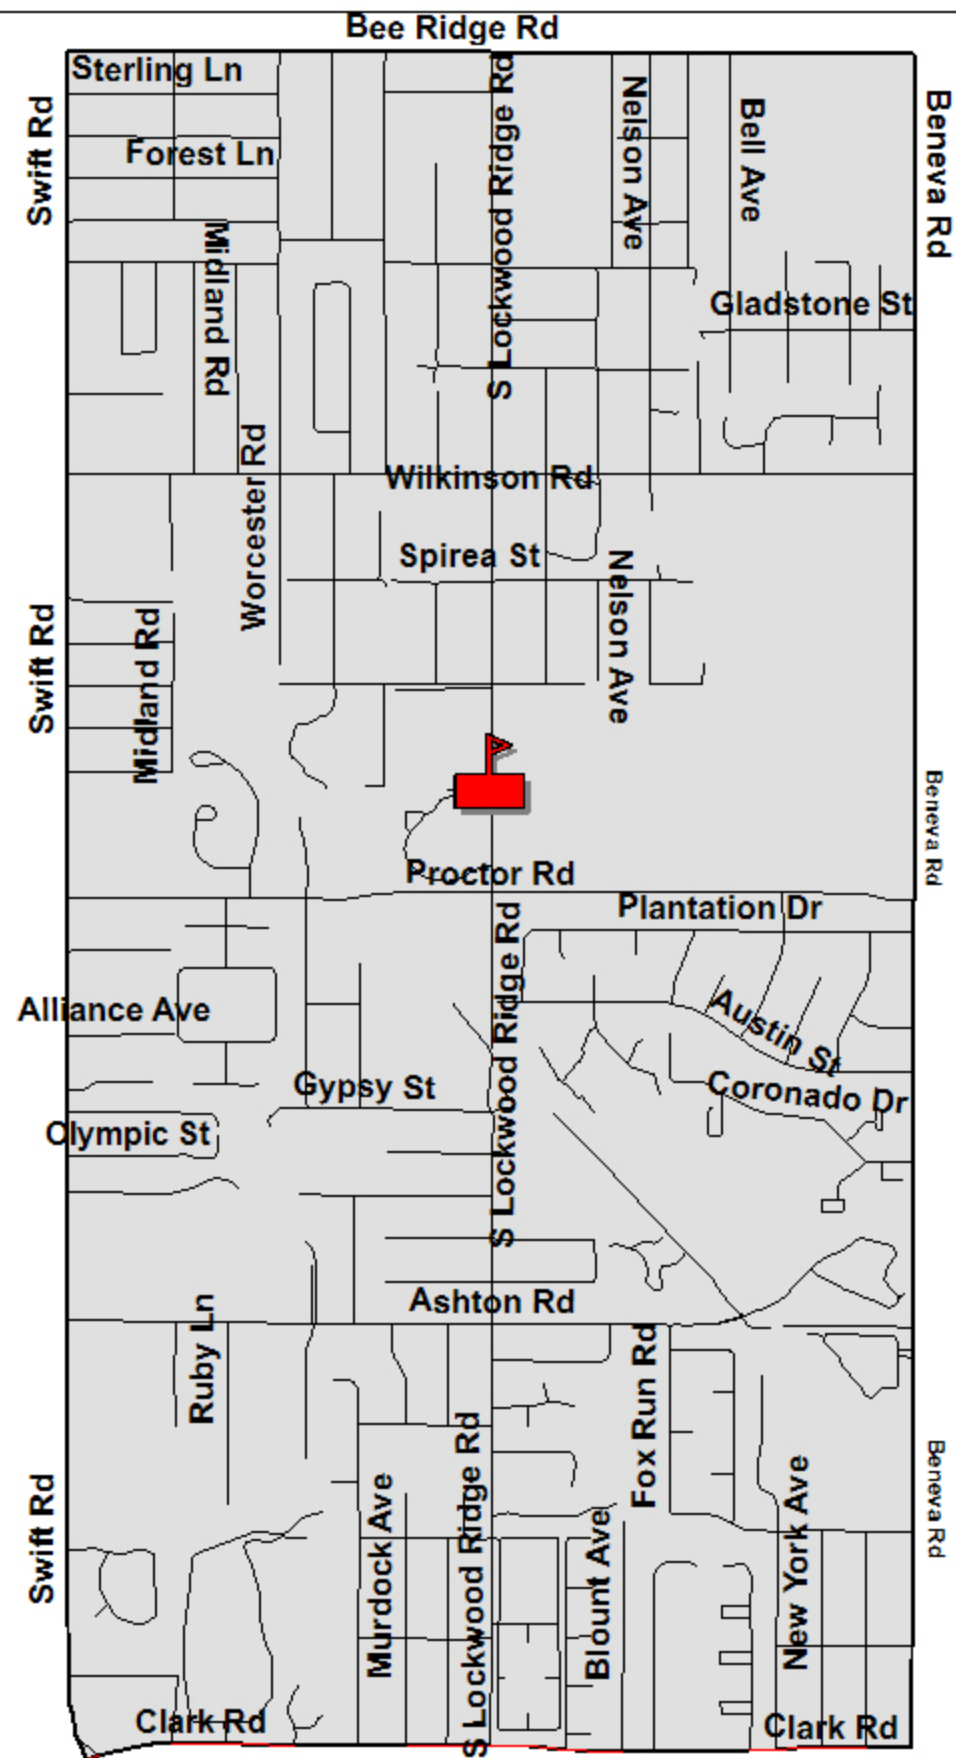 Bee Ridge Rd
Sterling Ln
Swift Rd
Forest Ln
S Lockwood Ridge Rd
Nelson Ave
Bell Ave
Beneva Rd
Midland Rd
Gladstone St
Worcester Rd
Wilkinson Rd
Spirea St
Nelson Ave
Swift Rd
Midland Rd
Beneva Rd
Proctor Rd
Plantation Dr
S Lockwood Ridge Rd
Alliance Ave
Austin St
Gypsy St
Coronado Dr
Olympic St
Ashton Rd
Ruby Ln
Fox Run Rd
S Lockwood Ridge Rd
Swift Rd
Murdock Ave
Blount Ave
New York Ave
Beneva Rd
Clark Rd
Clark Rd